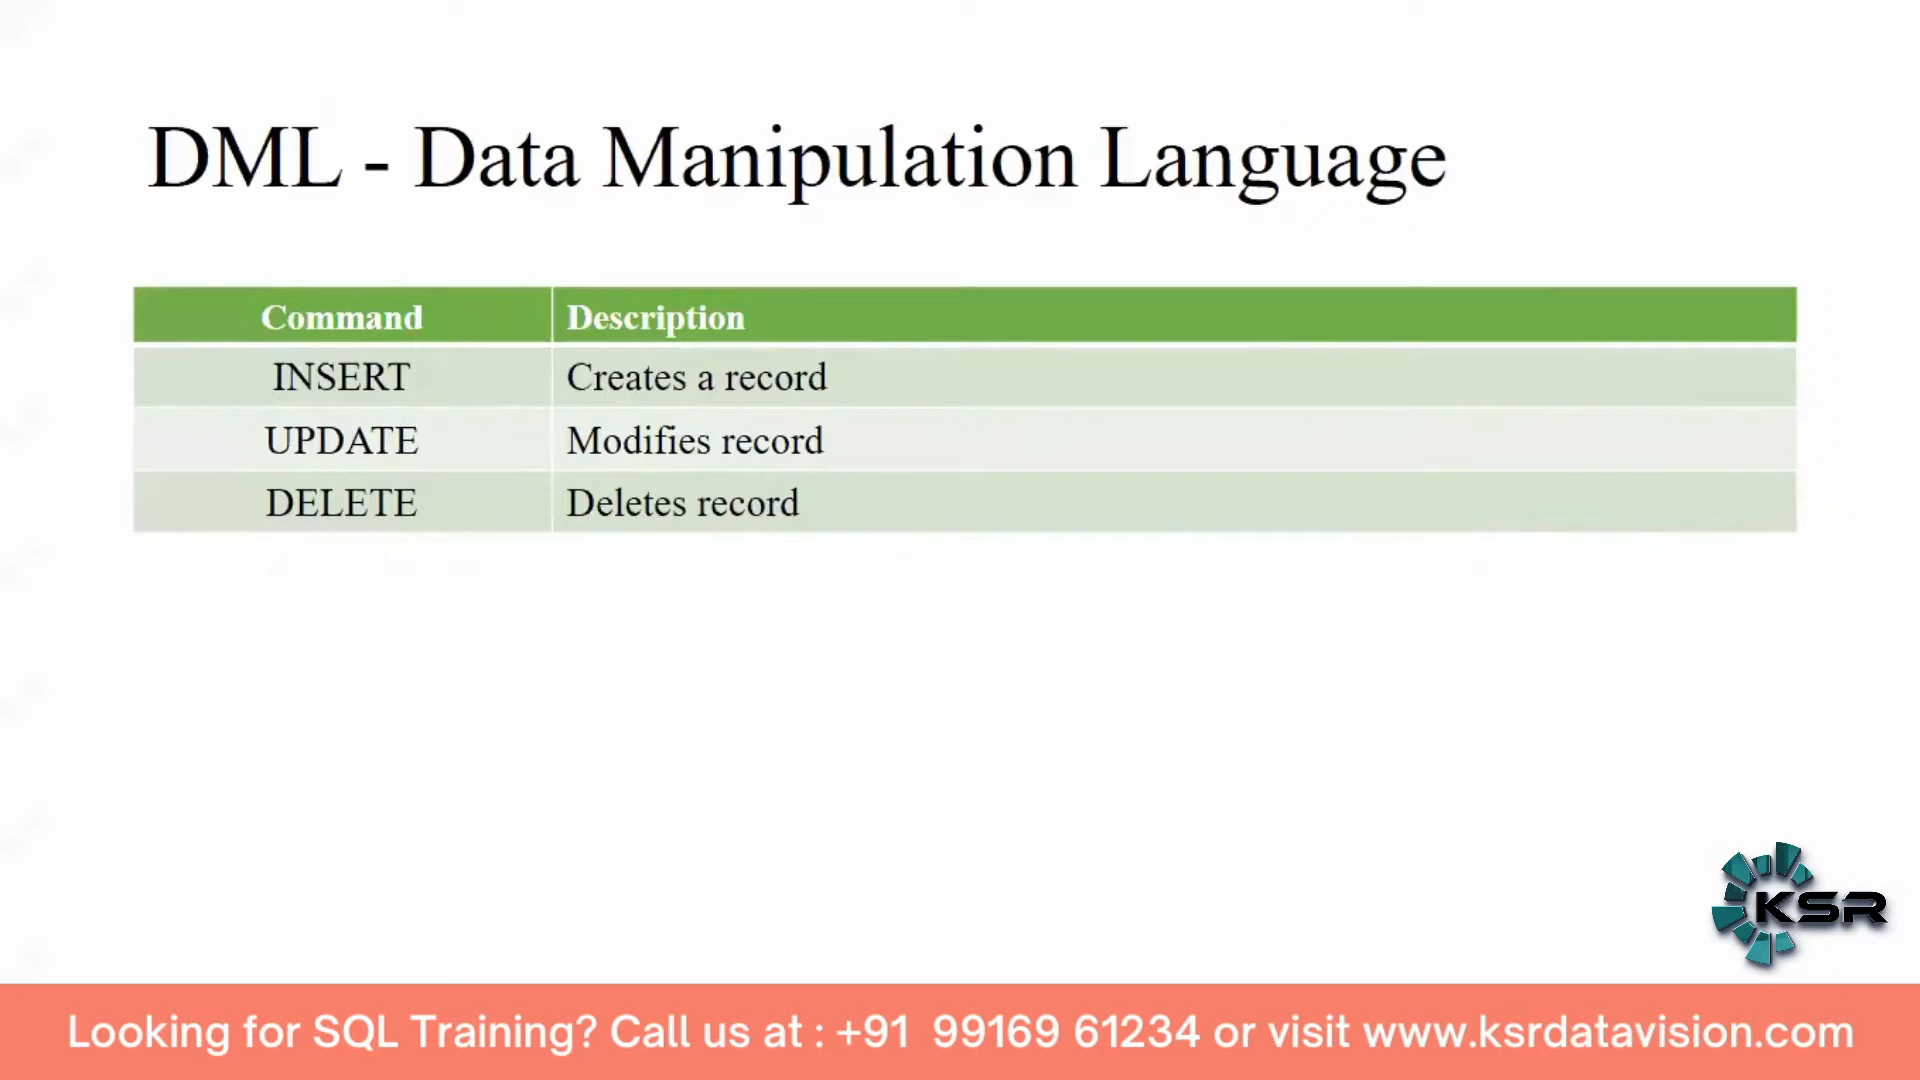 DML - Data Manipulation Language
Command Description
INSERT Creates a record
UPDATE Modifies record
DELETE Deletes record
KSR
Looking for SQL Training? Call us at : +91 99169 61234 or visit www.ksrdatavision.com